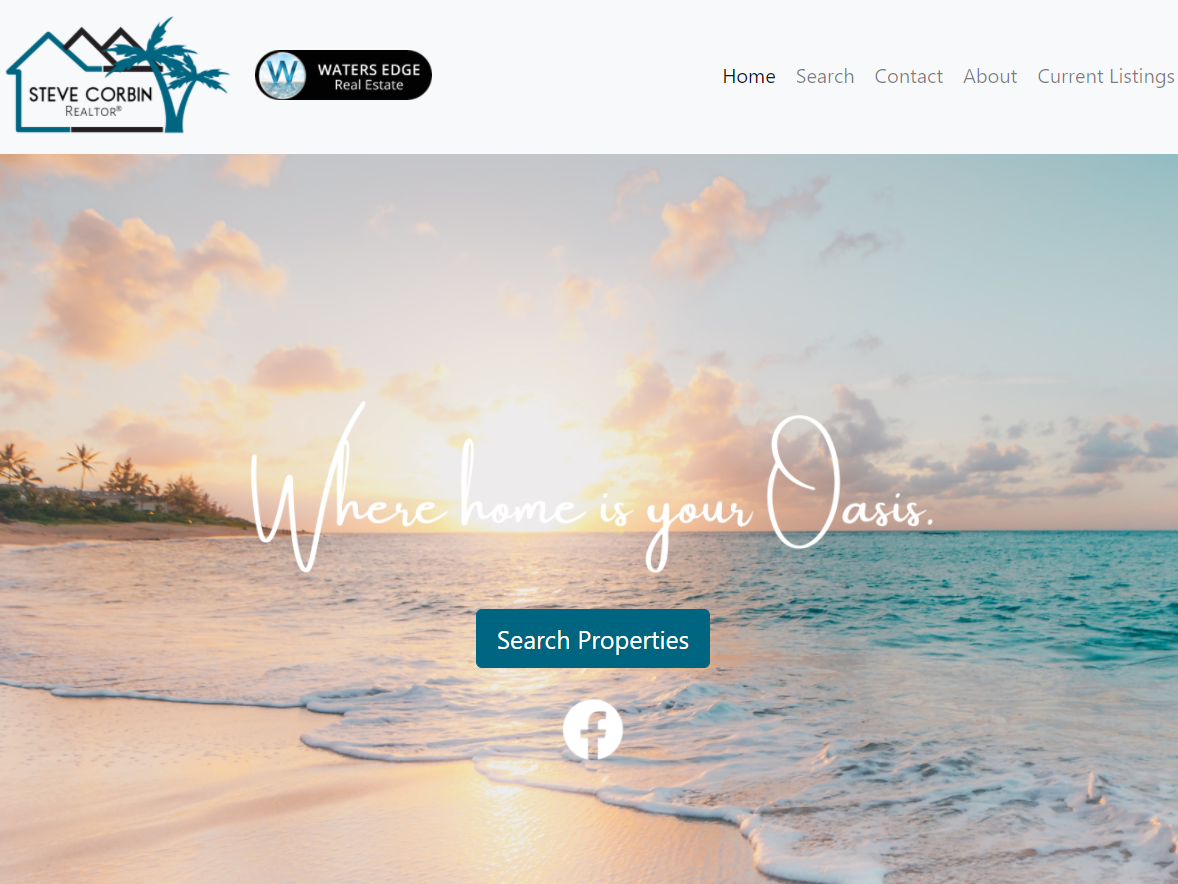 STEVE CORBIN
REALTOR®
W WATERS EDGE
Real Estate
Home Search Contact About Current Listings
Where home is your Oasis.
Search Properties